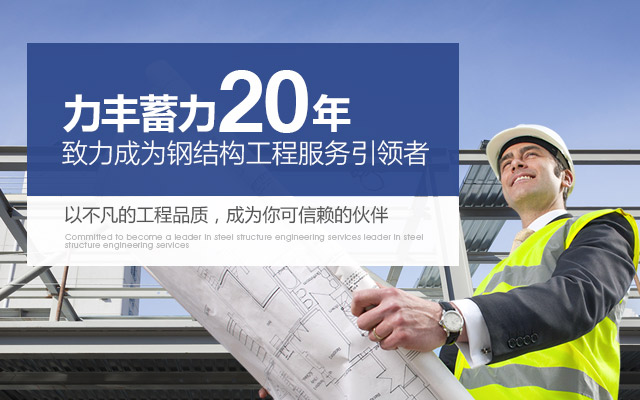 力丰蓄力20年
致力成为钢结构工程服务引领者
以不凡的工程品质，成为你可信赖的伙伴
Committed to become a leader in steel structure engineering services leader in steel
structure engineering services